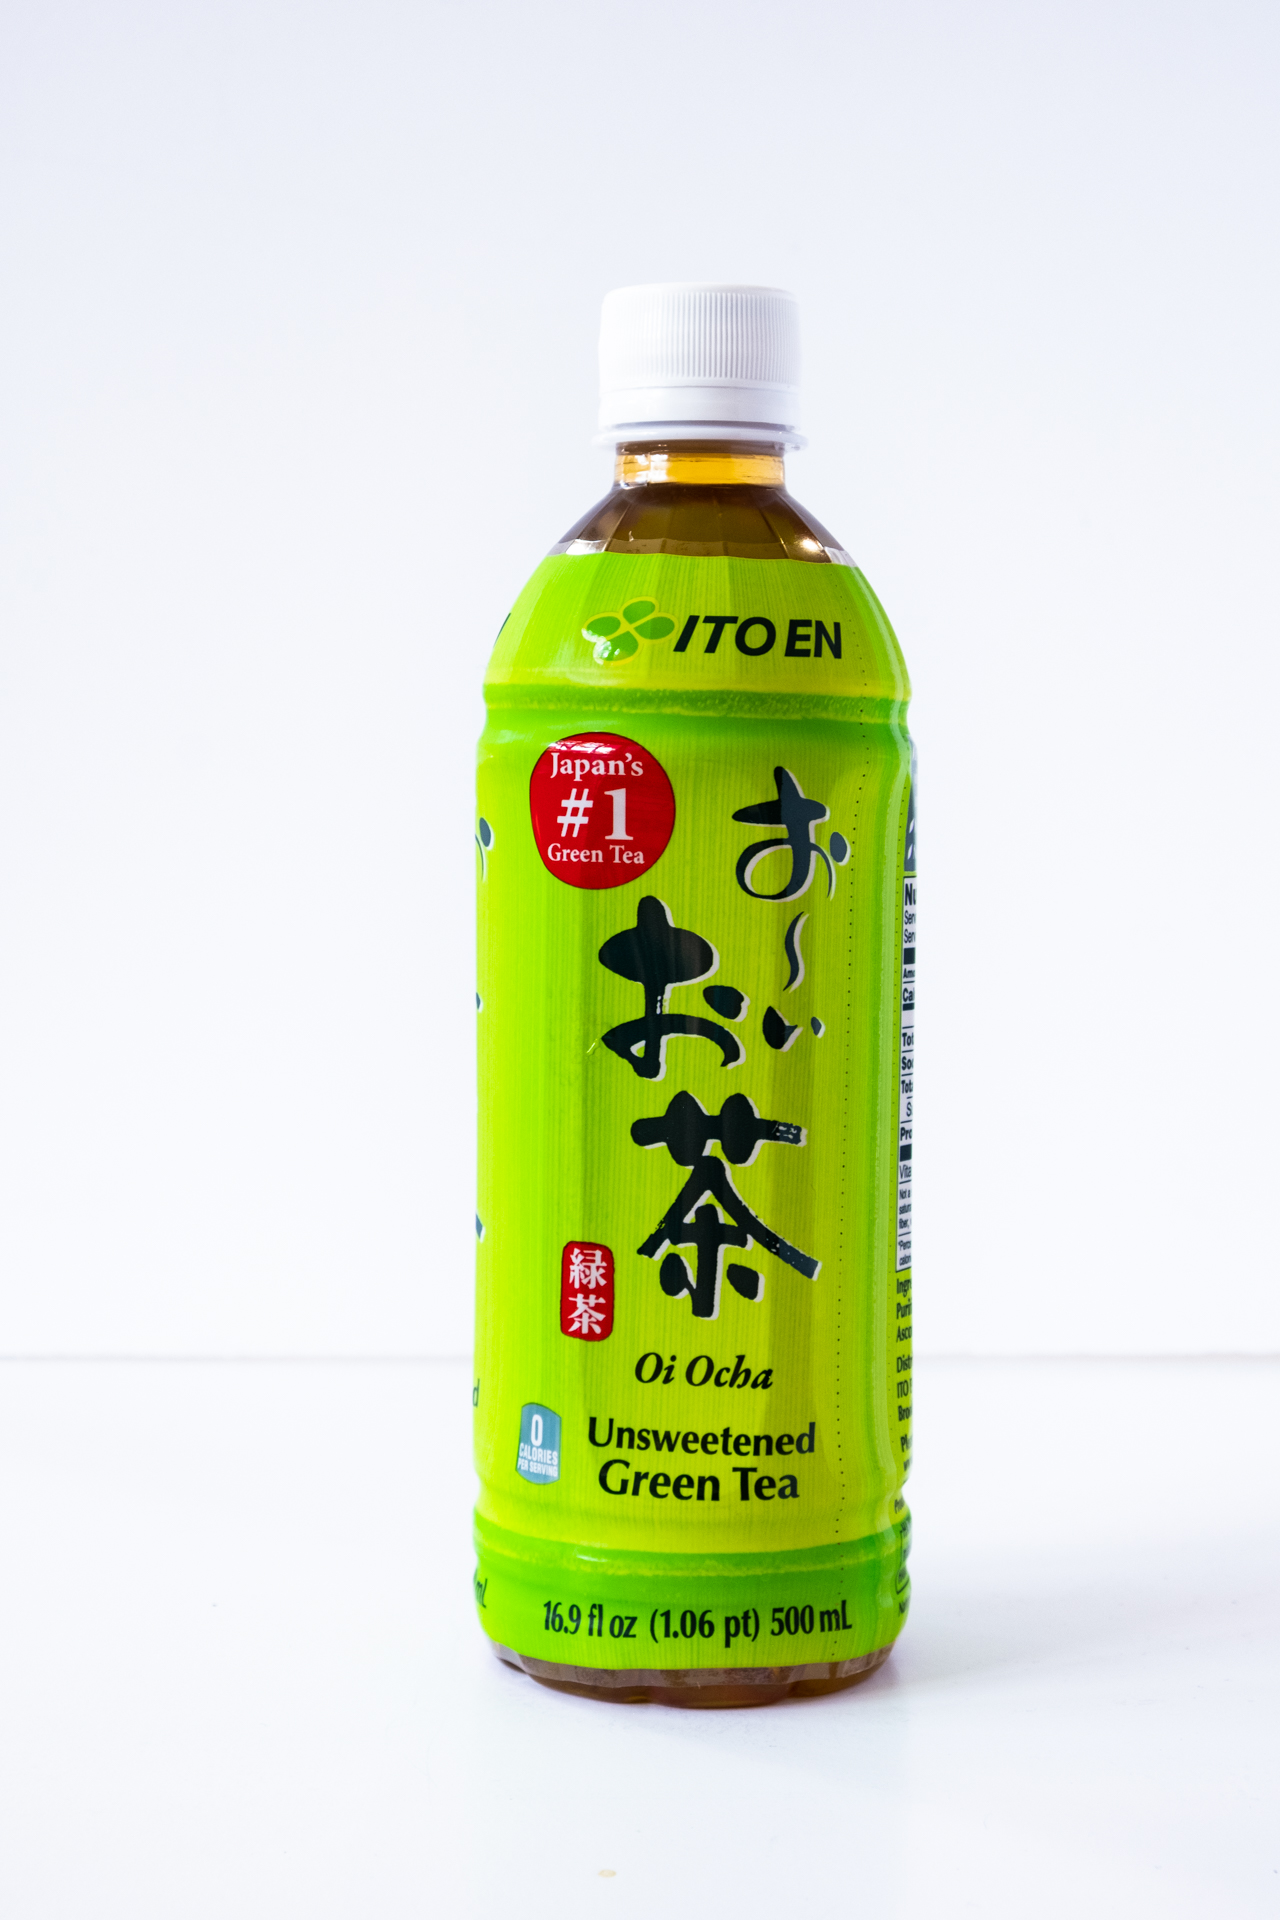 ITO EN
Japan's
#1
Green Tea
お〜い
お茶
緑茶
Oi Ocha
0
CALORIES
PER SERVING
Unsweetened
Green Tea
16.9 fl oz (1.06 pt) 500 mL